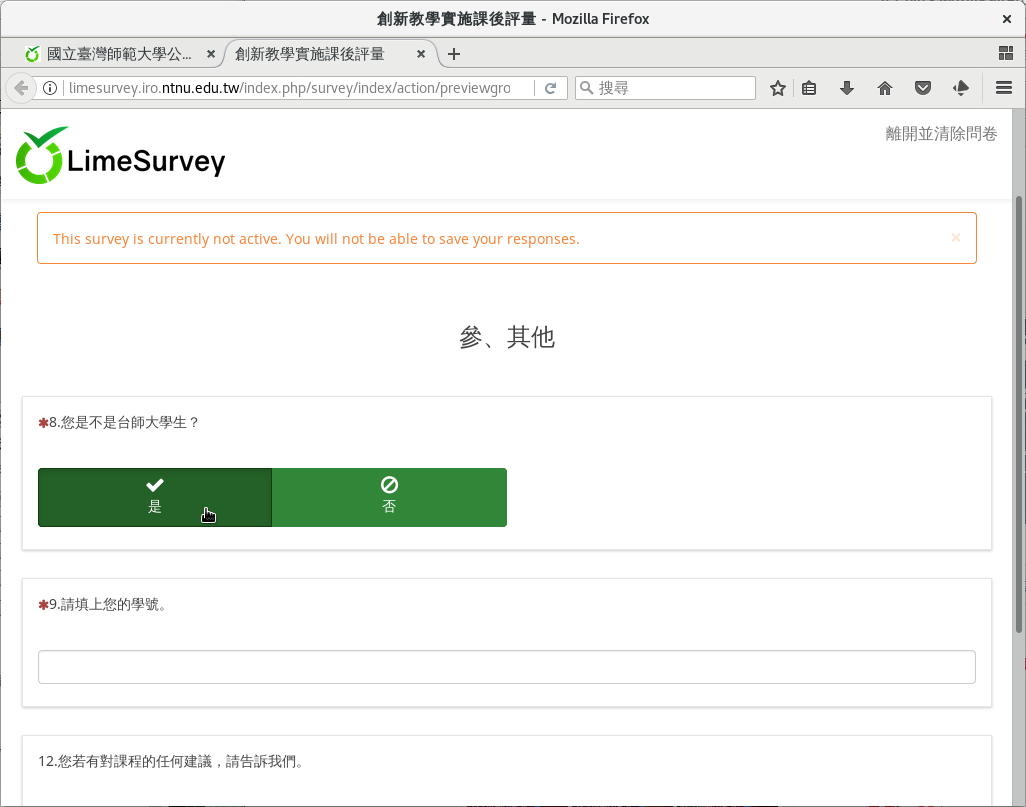 創新教學實施課後評量 - Mozilla Firefox
國立臺灣師範大學公...
創新教學實施課後評量
limesurvey.iro.ntnu.edu.tw/index.php/survey/index/action/previewgro
搜尋
LimeSurvey
離開並清除問卷
This survey is currently not active. You will not be able to save your responses.
參、其他
✱8.您是不是台師大學生？
是
否
✱9.請填上您的學號。
12.您若有對課程的任何建議，請告訴我們。